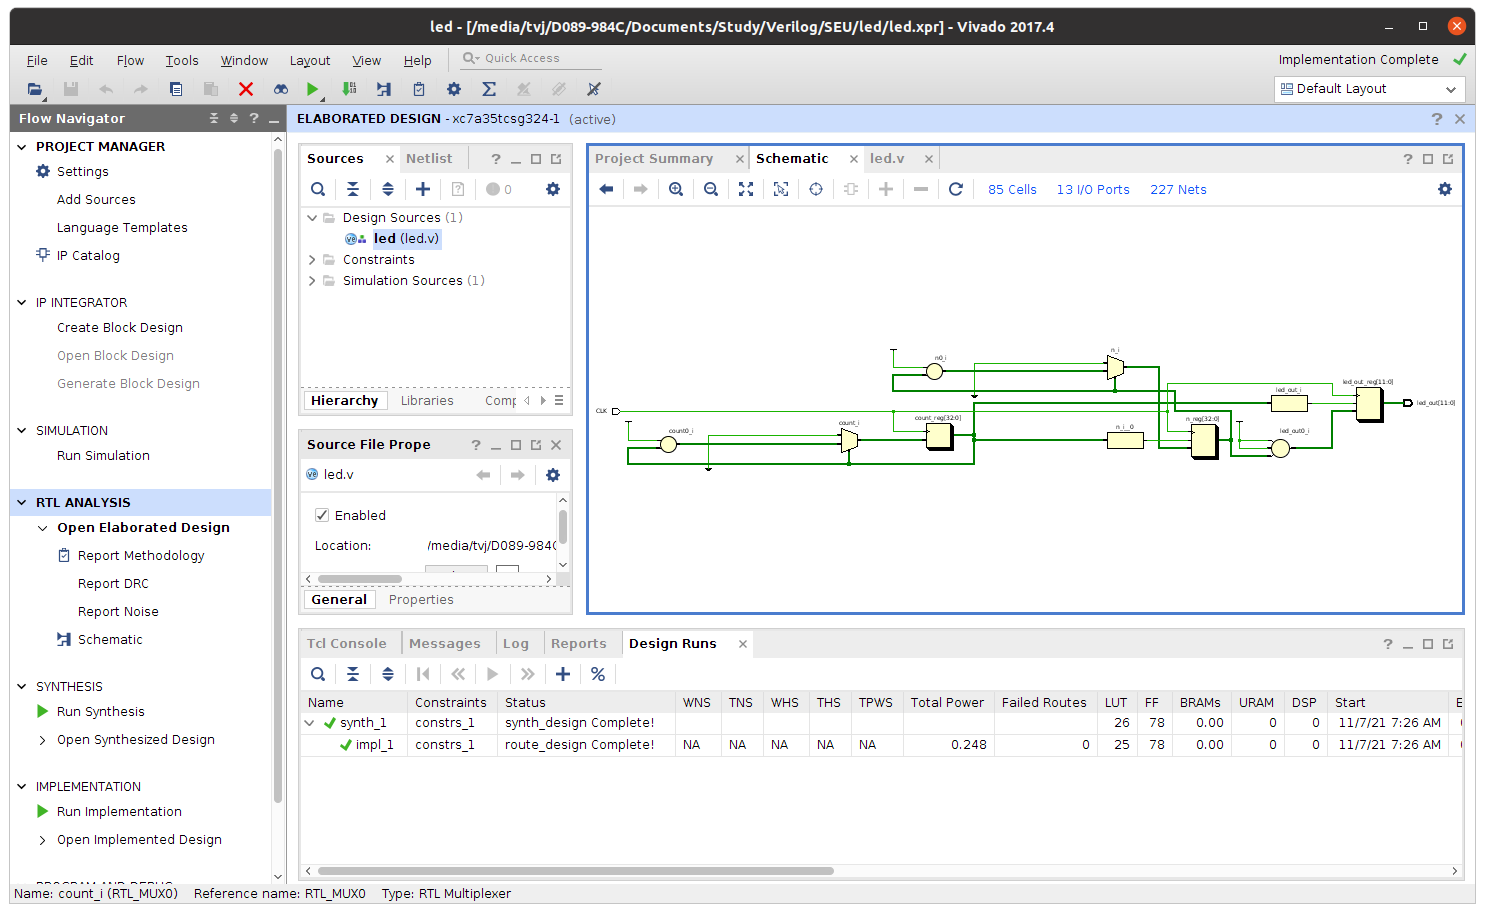 led - [/media/tvj/D089-984C/Documents/Study/Verilog/SEU/led/led.xpr] - Vivado 2017.4
File Edit Flow Tools Window Layout View Help Quick Access
Implementation Complete
Default Layout
Flow Navigator
ELABORATED DESIGN - xc7a35tcsg324-1 (active)
PROJECT MANAGER
Settings
Add Sources
Language Templates
IP Catalog
IP INTEGRATOR
Create Block Design
Open Block Design
Generate Block Design
SIMULATION
Run Simulation
RTL ANALYSIS
Open Elaborated Design
Report Methodology
Report DRC
Report Noise
Schematic
SYNTHESIS
Run Synthesis
Open Synthesized Design
IMPLEMENTATION
Run Implementation
Open Implemented Design
Sources Netlist
0
Design Sources (1)
led (led.v)
Constraints
Simulation Sources (1)
Hierarchy Libraries Comp
Source File Prope
led.v
Enabled
Location: /media/tvj/D089-984C
General Properties
Project Summary Schematic led.v
85 Cells 13 I/O Ports 227 Nets
n0_i
n_i
led_out_reg[11:0]
led_out_i
led_out[11:0]
CLK
count_reg[32:0]
n_reg[32:0]
count_i
count0_i
n_i__0
led_out0_i
Tcl Console Messages Log Reports Design Runs
Name Constraints Status WNS TNS WHS THS TPWS Total Power Failed Routes LUT FF BRAMs URAM DSP Start E
synth_1 constrs_1 synth_design Complete! 26 78 0.00 0 0 11/7/21 7:26 AM
impl_1 constrs_1 route_design Complete! NA NA NA NA NA 0.248 0 25 78 0.00 0 0 11/7/21 7:26 AM
Name: count_i (RTL_MUX0) Reference name: RTL_MUX0 Type: RTL Multiplexer